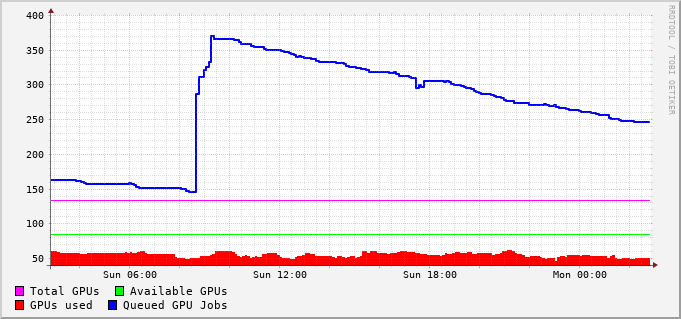 400
350
300
250
200
150
100
50
Sun 06:00 Sun 12:00 Sun 18:00 Mon 00:00
Total GPUs Available GPUs
GPUs used Queued GPU Jobs
RRDTOOL / TOBI OETIKER